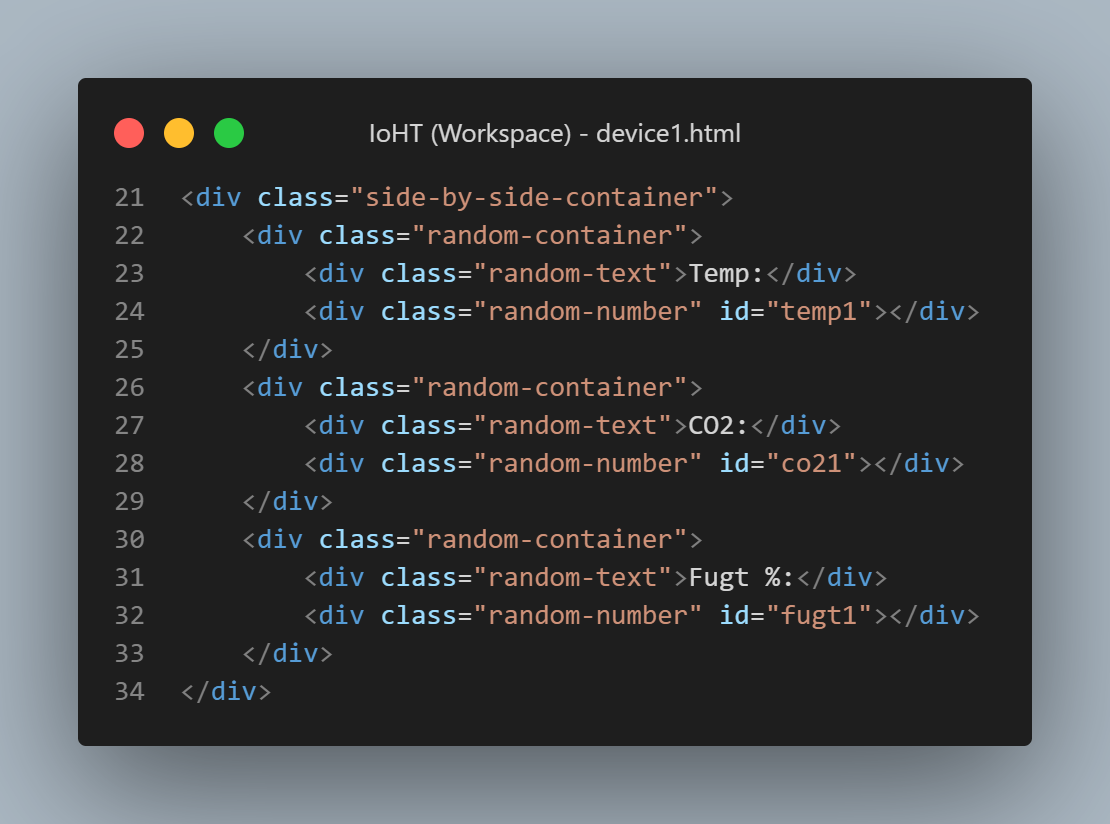 IoHT (Workspace) - device1.html
21 <div class="side-by-side-container">
22     <div class="random-container">
23         <div class="random-text">Temp:</div>
24         <div class="random-number" id="temp1"></div>
25     </div>
26     <div class="random-container">
27         <div class="random-text">CO2:</div>
28         <div class="random-number" id="co21"></div>
29     </div>
30     <div class="random-container">
31         <div class="random-text">Fugt %:</div>
32         <div class="random-number" id="fugt1"></div>
33     </div>
34 </div>